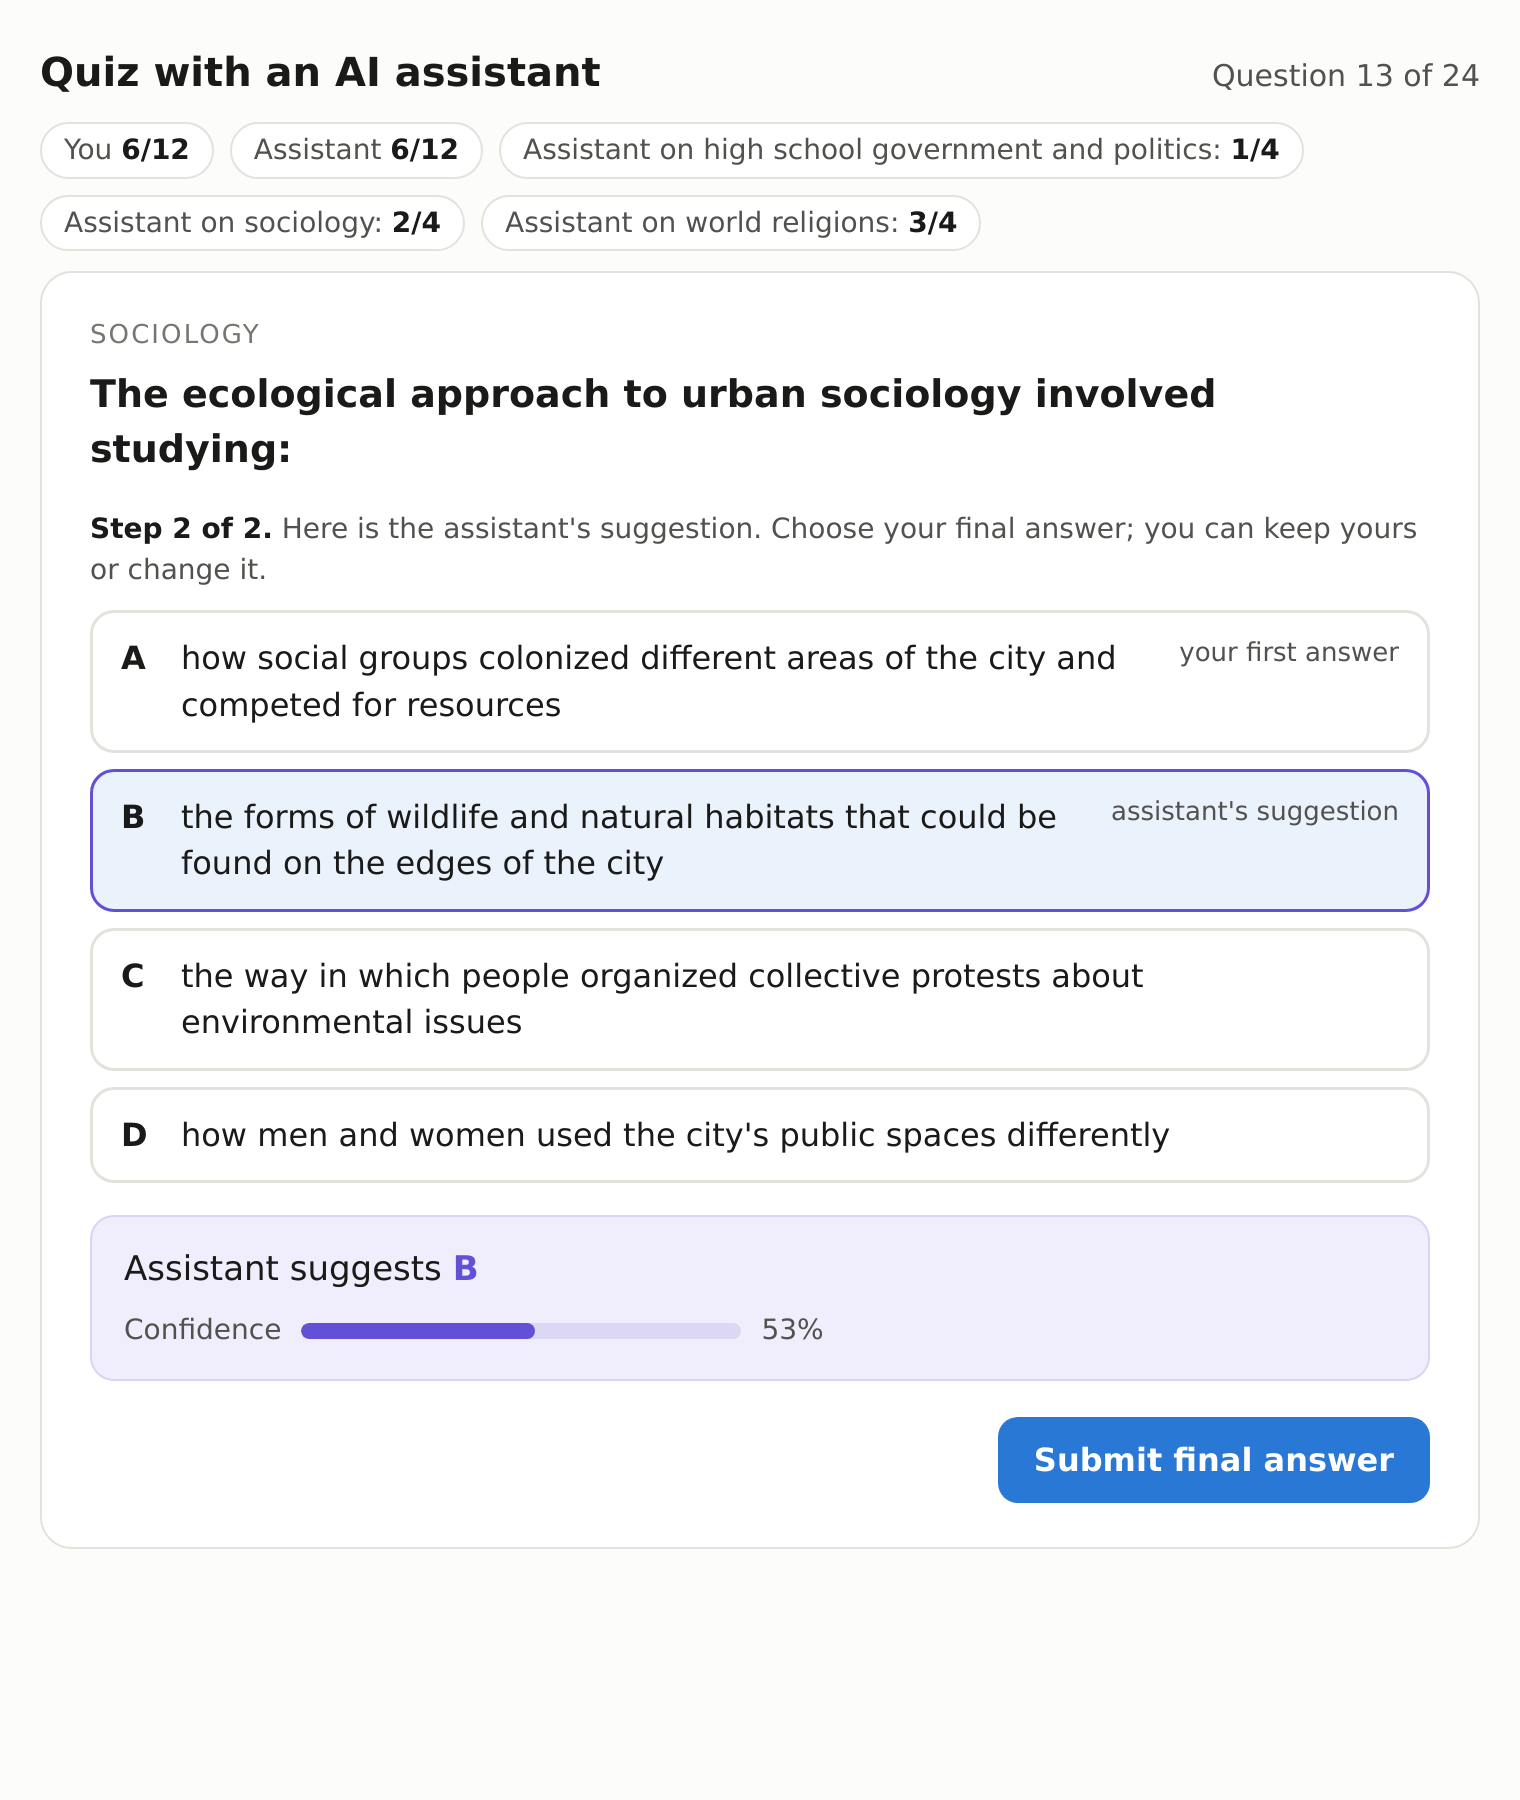 Quiz with an AI assistant
Question 13 of 24
You 6/12
Assistant 6/12
Assistant on high school government and politics: 1/4
Assistant on sociology: 2/4
Assistant on world religions: 3/4
SOCIOLOGY
The ecological approach to urban sociology involved
studying:
Step 2 of 2. Here is the assistant's suggestion. Choose your final answer; you can keep yours
or change it.
A how social groups colonized different areas of the city and your first answer
competed for resources
B the forms of wildlife and natural habitats that could be assistant's suggestion
found on the edges of the city
C the way in which people organized collective protests about
environmental issues
D how men and women used the city's public spaces differently
Assistant suggests B
Confidence 53%
Submit final answer